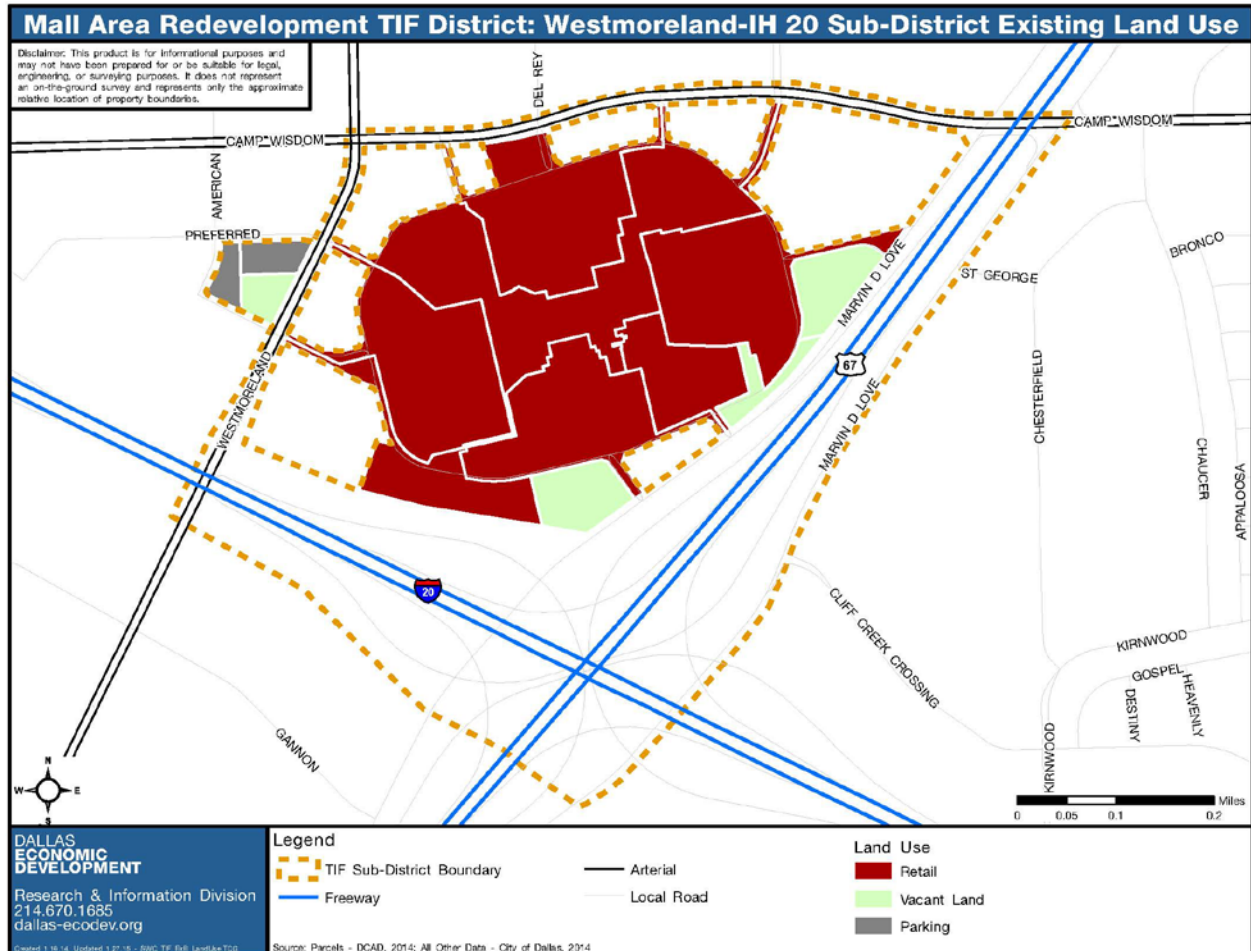 Mall Area Redevelopment TIF District: Westmoreland-IH 20 Sub-District Existing Land Use
Disclaimer: This product is for informational purposes and
may not have been prepared for or be suitable for legal,
engineering, or surveying purposes. It does not represent
an on-the-ground survey and represents only the approximate
relative location of property boundaries.
DEL REY
CAMP WISDOM
CAMP WISDOM
AMERICAN
PREFERRED
BRONCO
ST GEORGE
MARVIN D LOVE
67
WESTMORELAND
MARVIN D LOVE
CHESTERFIELD
CHAUCER
APPALOOSA
20
CLIFF CREEK CROSSING
KIRNWOOD
GOSPEL
HEAVENLY
DESTINY
GANNON
KIRNWOOD
N
W E
S
Miles
0 0.05 0.1 0.2
DALLAS
ECONOMIC
DEVELOPMENT
Research & Information Division
214.670.1685
dallas-ecodev.org
Legend
TIF Sub-District Boundary
Freeway
Arterial
Local Road
Land Use
Retail
Vacant Land
Parking
Source: Parcels - DCAD, 2014; All Other Data - City of Dallas, 2014